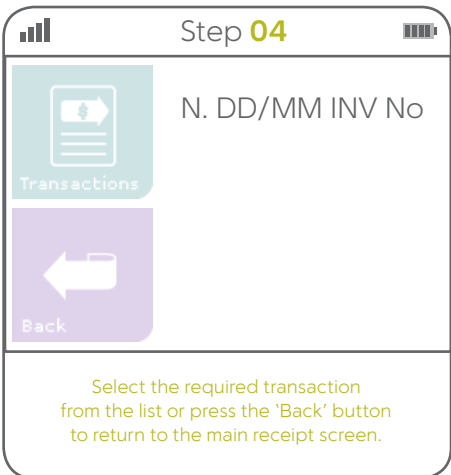 Step 04
N. DD/MM INV No
Transactions
Back
Select the required transaction
from the list or press the ‘Back’ button
to return to the main receipt screen.